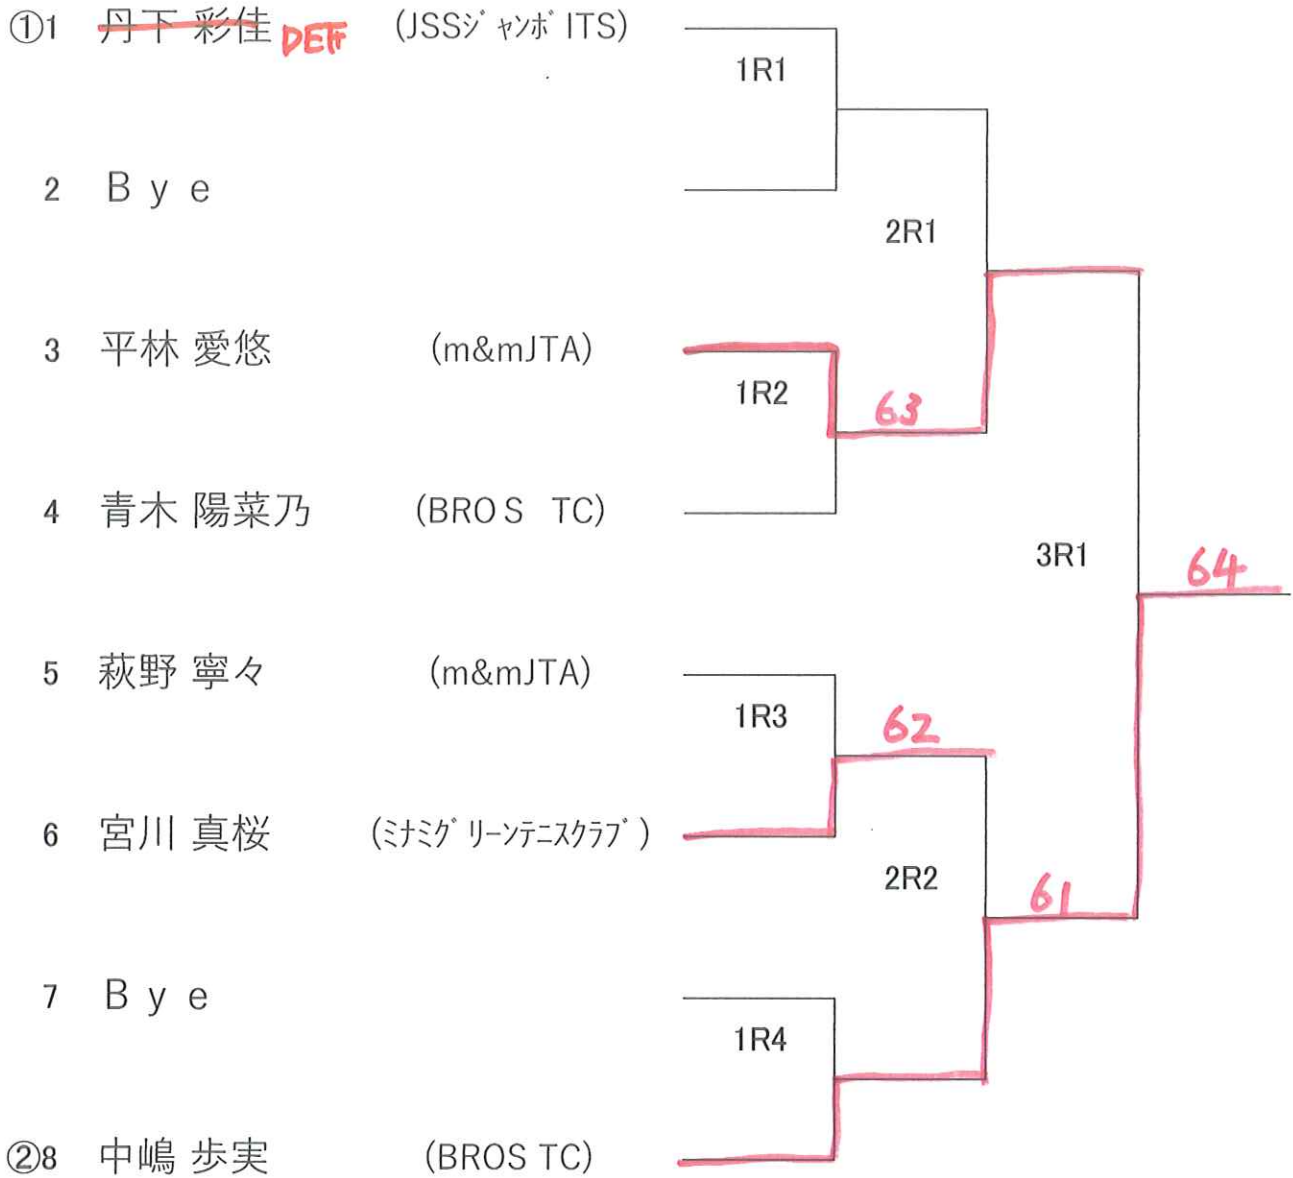 ①1 丹下 彩佳 DEF (JSSｼﾞｬﾝﾎﾞITS)
1R1
2 Ｂｙｅ
2R1
3 平林 愛悠 (m&mJTA)
1R2 63
4 青木 陽菜乃 (BROS TC)
3R1 64
5 萩野 寧々 (m&mJTA)
1R3 62
6 宮川 真桜 (ﾐﾅﾐｸﾞﾘｰﾝﾃﾆｽｸﾗﾌﾞ)
2R2 61
7 Ｂｙｅ
1R4
②8 中嶋 歩実 (BROS TC)